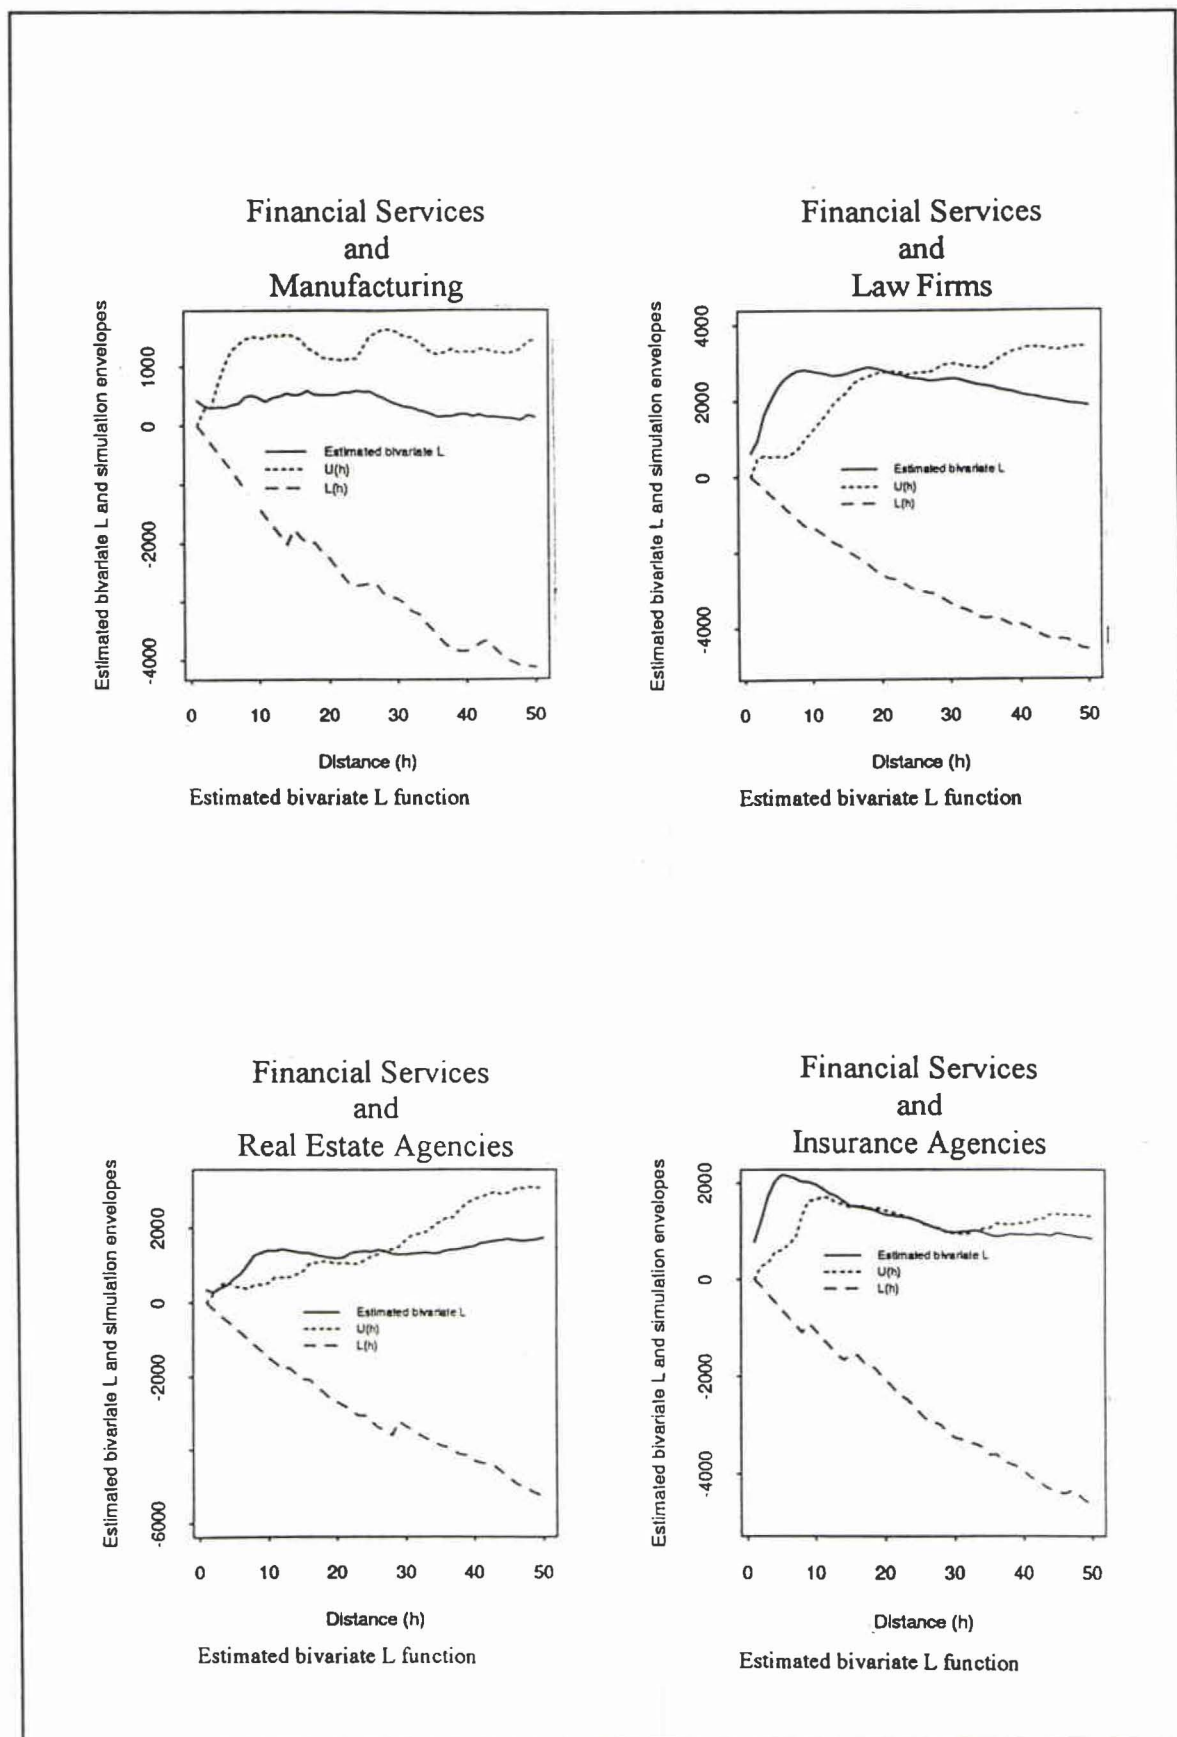 Financial Services
and
Manufacturing
Estimated bivariate L and simulation envelopes
1000
0
-2000
-4000
Estimated bivariate L
U(h)
L(h)
0 10 20 30 40 50
Distance (h)
Estimated bivariate L function
Financial Services
and
Law Firms
Estimated bivariate L and simulation envelopes
4000
2000
0
-4000
Estimated bivariate L
U(h)
L(h)
0 10 20 30 40 50
Distance (h)
Estimated bivariate L function
Financial Services
and
Real Estate Agencies
Estimated bivariate L and simulation envelopes
2000
0
-2000
-6000
Estimated bivariate L
U(h)
L(h)
0 10 20 30 40 50
Distance (h)
Estimated bivariate L function
Financial Services
and
Insurance Agencies
Estimated bivariate L and simulation envelopes
2000
0
-2000
-4000
Estimated bivariate L
U(h)
L(h)
0 10 20 30 40 50
Distance (h)
Estimated bivariate L function